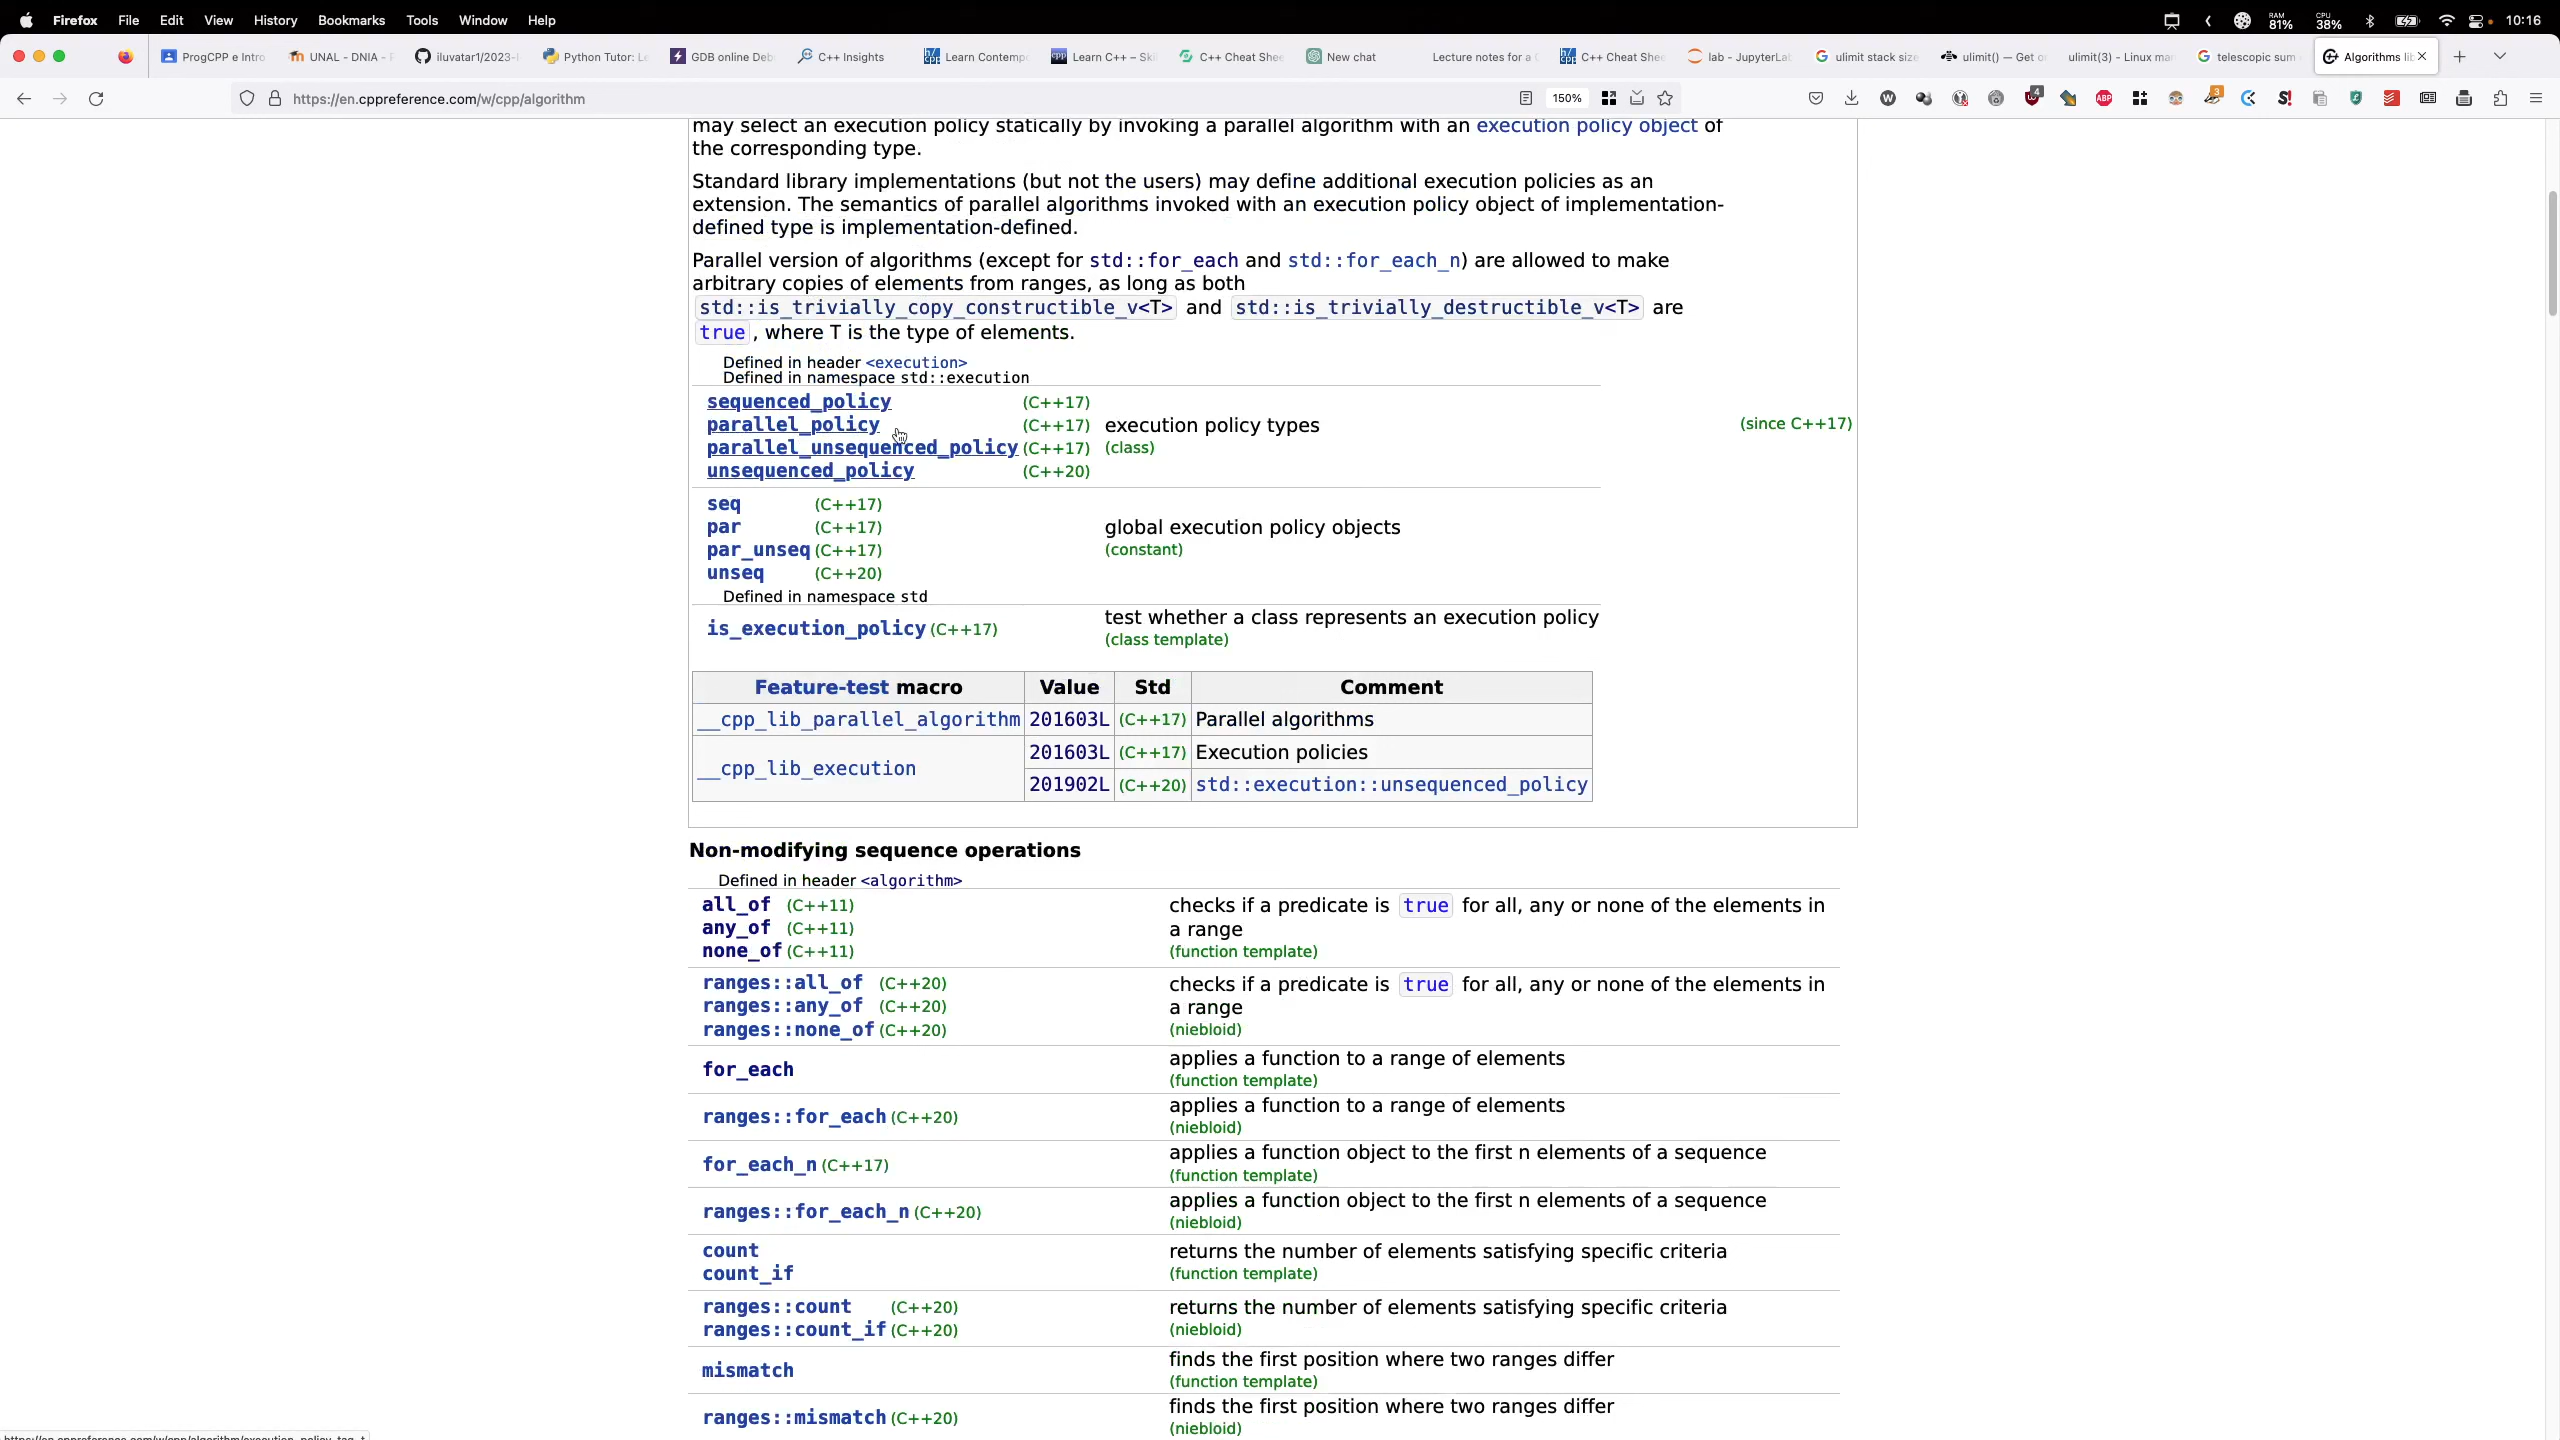 Firefox File Edit View History Bookmarks Tools Window Help RAM 81% CPU 38% 10:16
ProgCPP e Intro UNAL - DNIA - F iluvatar1/2023-I Python Tutor: Le GDB online Deb C++ Insights Learn Contemp Learn C++ – Ski C++ Cheat She New chat Lecture notes for a C++ Cheat She lab - JupyterLab ulimit stack size ulimit() — Get o ulimit(3) - Linux man telescopic sum Algorithms lib
https://en.cppreference.com/w/cpp/algorithm 150% 4 ABP 3
may select an execution policy statically by invoking a parallel algorithm with an execution policy object of
the corresponding type.
Standard library implementations (but not the users) may define additional execution policies as an
extension. The semantics of parallel algorithms invoked with an execution policy object of implementation-
defined type is implementation-defined.
Parallel version of algorithms (except for std::for_each and std::for_each_n) are allowed to make
arbitrary copies of elements from ranges, as long as both
std::is_trivially_copy_constructible_v<T> and std::is_trivially_destructible_v<T> are
true, where T is the type of elements.
Defined in header <execution>
Defined in namespace std::execution
sequenced_policy (C++17)
parallel_policy (C++17) execution policy types (since C++17)
parallel_unsequenced_policy (C++17) (class)
unsequenced_policy (C++20)
seq (C++17)
par (C++17) global execution policy objects
par_unseq (C++17) (constant)
unseq (C++20)
Defined in namespace std
is_execution_policy (C++17) test whether a class represents an execution policy
(class template)
Feature-test macro Value Std Comment
__cpp_lib_parallel_algorithm 201603L (C++17) Parallel algorithms
__cpp_lib_execution 201603L (C++17) Execution policies
201902L (C++20) std::execution::unsequenced_policy
Non-modifying sequence operations
Defined in header <algorithm>
all_of (C++11) checks if a predicate is true for all, any or none of the elements in
any_of (C++11) a range
none_of (C++11) (function template)
ranges::all_of (C++20) checks if a predicate is true for all, any or none of the elements in
ranges::any_of (C++20) a range
ranges::none_of (C++20) (niebloid)
for_each applies a function to a range of elements
(function template)
ranges::for_each (C++20) applies a function to a range of elements
(niebloid)
for_each_n (C++17) applies a function object to the first n elements of a sequence
(function template)
ranges::for_each_n (C++20) applies a function object to the first n elements of a sequence
(niebloid)
count returns the number of elements satisfying specific criteria
count_if (function template)
ranges::count (C++20) returns the number of elements satisfying specific criteria
ranges::count_if (C++20) (niebloid)
mismatch finds the first position where two ranges differ
(function template)
ranges::mismatch (C++20) finds the first position where two ranges differ
(niebloid)